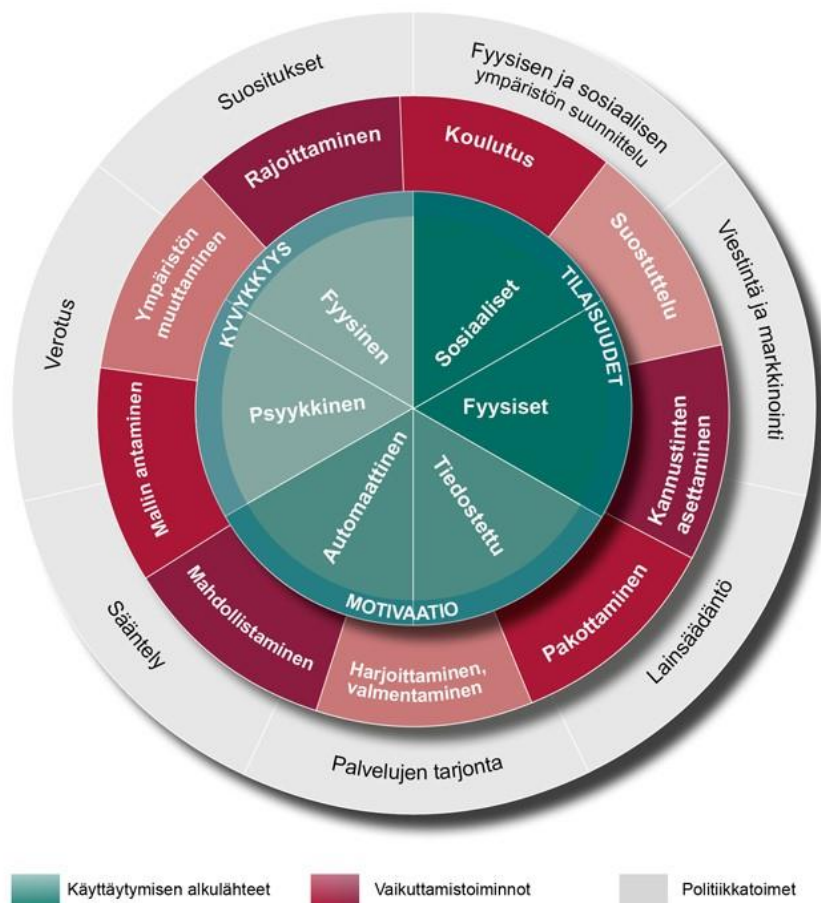 Suositukset
Fyysisen ja sosiaalisen
ympäristön suunnittelu
Viestintä ja markkinointi
Lainsäädäntö
Palvelujen tarjonta
Sääntely
Verotus
Rajoittaminen
Koulutus
Suostuttelu
Kannustinten
asettaminen
Pakottaminen
Harjoittaminen,
valmentaminen
Mahdollistaminen
Mallin antaminen
Ympäristön
muuttaminen
KYVYKKYYS
TILAISUUDET
MOTIVAATIO
Fyysinen
Sosiaaliset
Fyysiset
Tiedostettu
Automaattinen
Psyykkinen
Käyttäytymisen alkulähteet
Vaikuttamistoiminnot
Politiikkatoimet